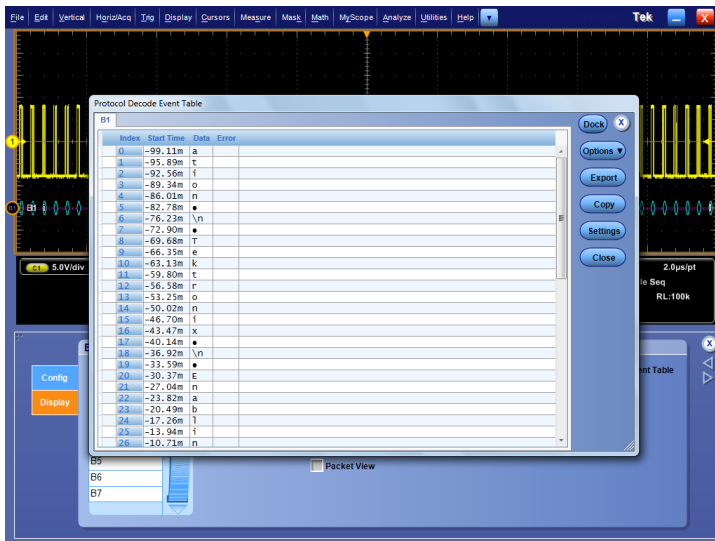 File Edit Vertical Horiz/Acq Trig Display Cursors Measure Mask Math MyScope Analyze Utilities Help Tek X
Protocol Decode Event Table
B1
Dock X
Index Start Time Data Error
0 -99.11m a
1 -95.89m t
Options ▼
2 -92.56m i
3 -89.34m o
Export
4 -86.01m n
5 -82.78m •
6 -76.23m \n
Copy
7 -72.90m •
8 -69.68m T
Settings
9 -66.35m e
10 -63.13m k
Close
11 -59.80m t
12 -56.58m r
13 -53.25m o
14 -50.02m n
15 -46.70m i
16 -43.47m x
17 -40.14m •
18 -36.92m \n
19 -33.59m •
20 -30.37m E
21 -27.04m n
22 -23.82m a
23 -20.49m b
24 -17.26m l
25 -13.94m i
26 -10.71m n
1
B1 B1
C1 5.0V/div
2.0µs/pt
le Seq
RL:100k
X
B
ent Table
Config
Display
B5
Packet View
B6
B7